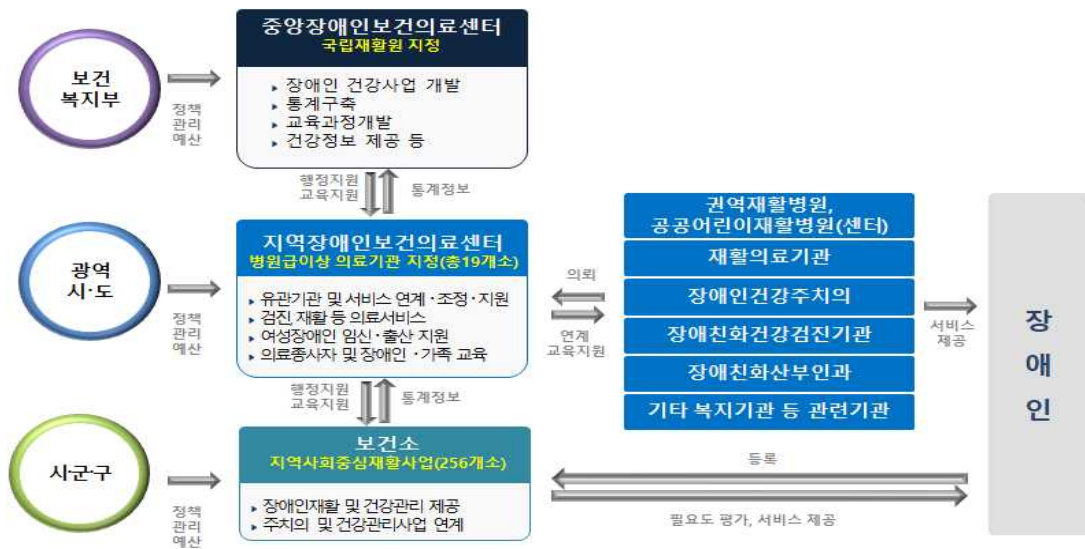 중앙장애인보건의료센터
국립재활원 지정
보건
복지부
정책
관리
예산
▸ 장애인 건강사업 개발
▸ 통계구축
▸ 교육과정개발
▸ 건강정보 제공 등
행정지원
교육지원
통계정보
지역장애인보건의료센터
병원급이상 의료기관 지정(총19개소)
광역
시·도
정책
관리
예산
▸ 유관기관 및 서비스 연계·조정·지원
▸ 검진, 재활 등 의료서비스
▸ 여성장애인 임신·출산 지원
▸ 의료종사자 및 장애인·가족 교육
행정지원
교육지원
통계정보
의뢰
연계
교육지원
권역재활병원,
공공어린이재활병원(센터)
재활의료기관
장애인건강주치의
장애친화건강검진기관
장애친화산부인과
기타 복지기관 등 관련기관
서비스
제공
장
애
인
시·군·구
정책
관리
예산
보건소
지역사회중심재활사업(256개소)
▸ 장애인재활 및 건강관리 제공
▸ 주치의 및 건강관리사업 연계
등록
필요도 평가, 서비스 제공